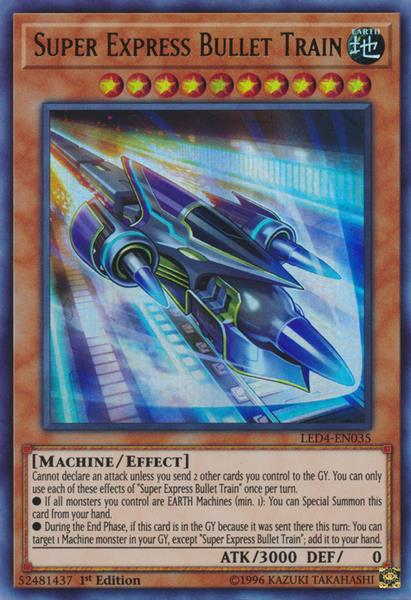 SUPER EXPRESS BULLET TRAIN
EARTH
地
LED4-EN035
[MACHINE/EFFECT]
Cannot declare an attack unless you send 2 other cards you control to the GY. You can only
use each of these effects of "Super Express Bullet Train" once per turn.
● If all monsters you control are EARTH Machines (min. 1): You can Special Summon this
card from your hand.
● During the End Phase, if this card is in the GY because it was sent there this turn: You can
target 1 Machine monster in your GY, except "Super Express Bullet Train"; add it to your hand.
ATK/3000 DEF/ 0
52481437 1st Edition ©1996 KAZUKI TAKAHASHI